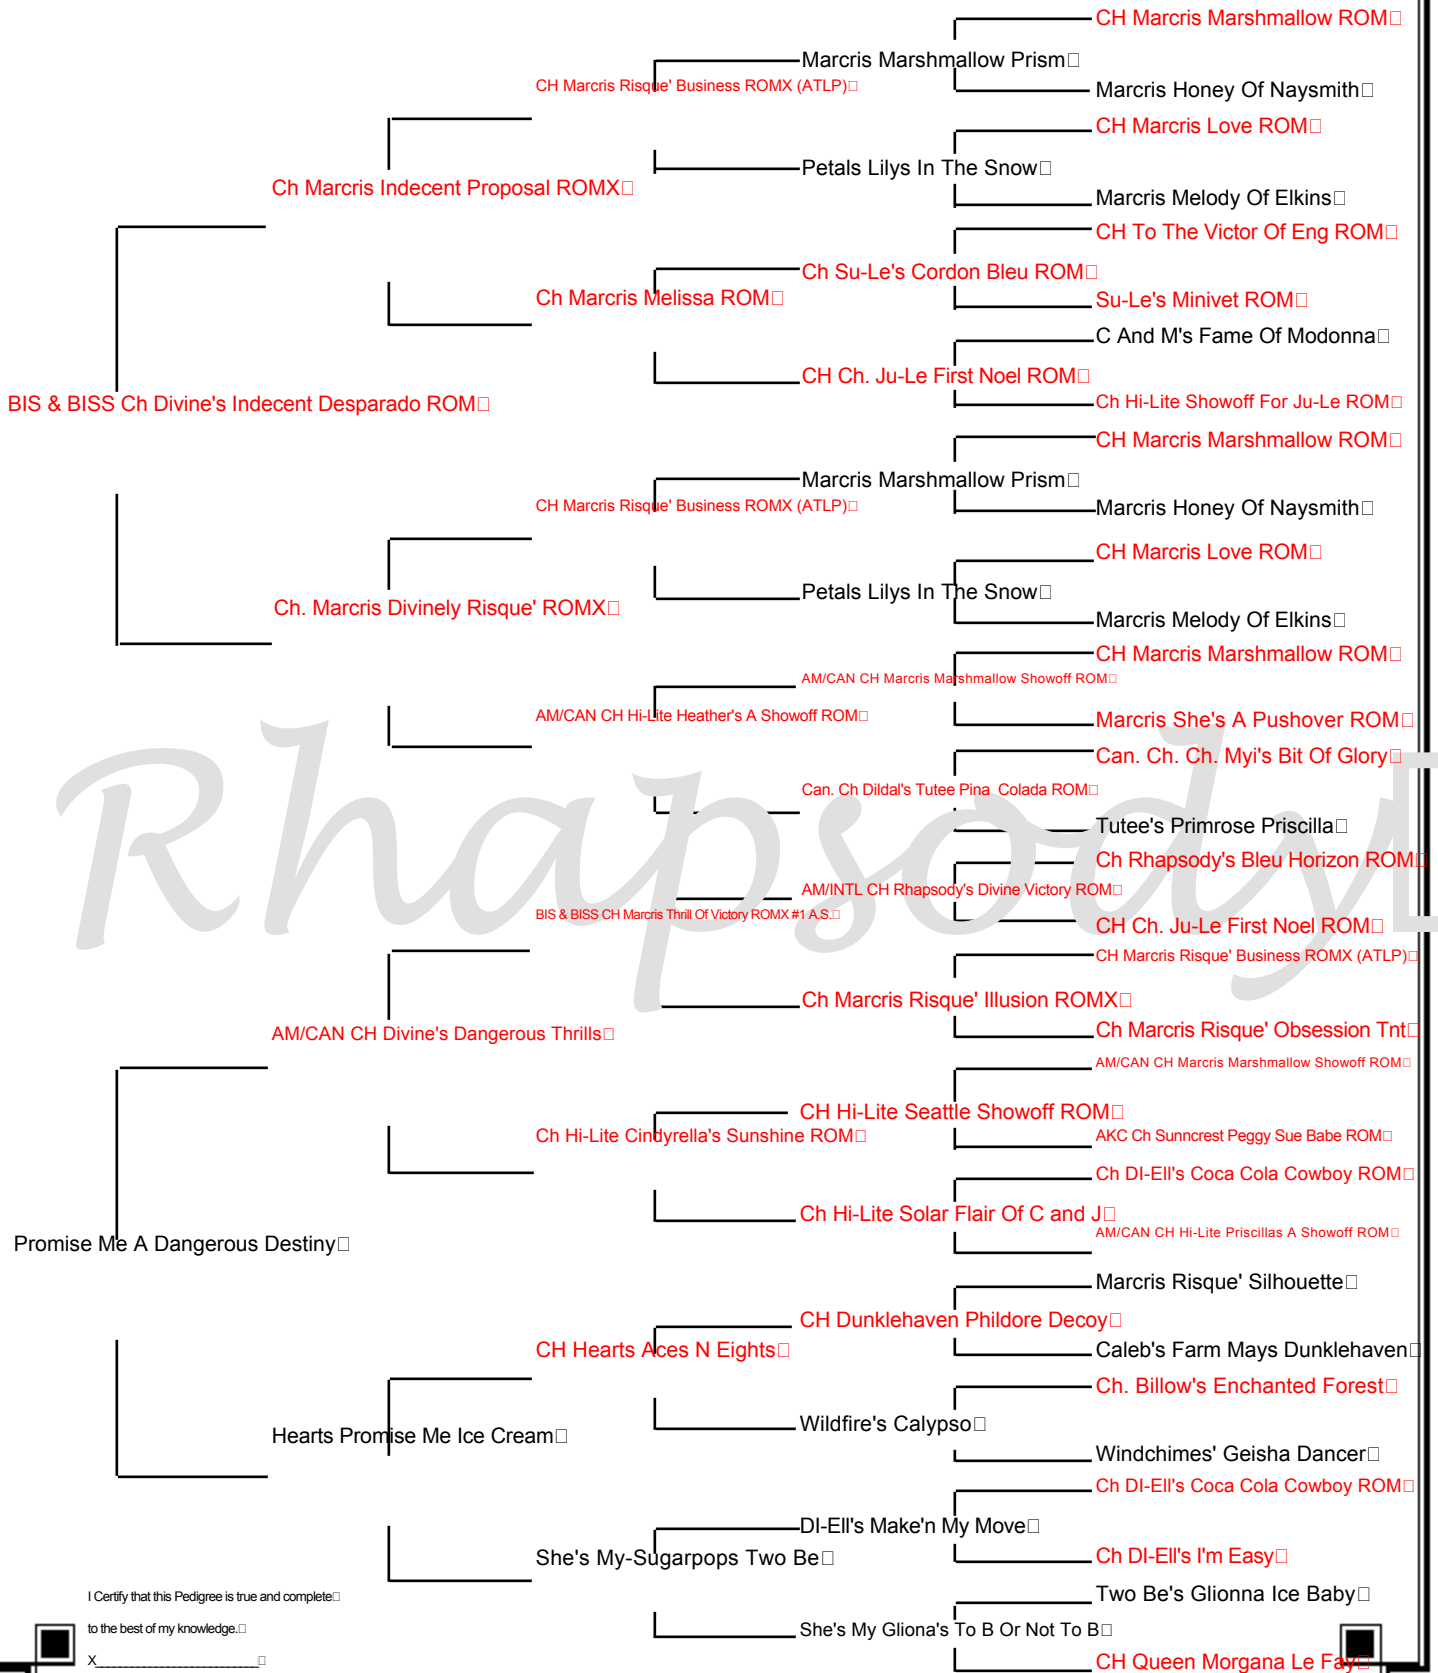 CH Marcris Marshmallow ROM
Marcris Marshmallow Prism
CH Marcris Risque' Business ROMX (ATLP)
Marcris Honey Of Naysmith
CH Marcris Love ROM
Petals Lilys In The Snow
Ch Marcris Indecent Proposal ROMX
Marcris Melody Of Elkins
CH To The Victor Of Eng ROM
Ch Su-Le's Cordon Bleu ROM
Ch Marcris Melissa ROM
Su-Le's Minivet ROM
C And M's Fame Of Modonna
CH Ch. Ju-Le First Noel ROM
BIS & BISS Ch Divine's Indecent Desparado ROM
Ch Hi-Lite Showoff For Ju-Le ROM
CH Marcris Marshmallow ROM
Marcris Marshmallow Prism
CH Marcris Risque' Business ROMX (ATLP)
Marcris Honey Of Naysmith
CH Marcris Love ROM
Petals Lilys In The Snow
Ch. Marcris Divinely Risque' ROMX
Marcris Melody Of Elkins
CH Marcris Marshmallow ROM
AM/CAN CH Marcris Marshmallow Showoff ROM
AM/CAN CH Hi-Lite Heather's A Showoff ROM
Marcris She's A Pushover ROM
Can. Ch. Ch. Myi's Bit Of Glory
Can. Ch Dildal's Tutee Pina Colada ROM
Tutee's Primrose Priscilla
Rhapsody
Ch Rhapsody's Bleu Horizon ROM
AM/INTL CH Rhapsody's Divine Victory ROM
BIS & BISS CH Marcris Thrill Of Victory ROMX #1 A.S.
CH Ch. Ju-Le First Noel ROM
CH Marcris Risque' Business ROMX (ATLP)
Ch Marcris Risque' Illusion ROMX
AM/CAN CH Divine's Dangerous Thrills
Ch Marcris Risque' Obsession Tnt
AM/CAN CH Marcris Marshmallow Showoff ROM
CH Hi-Lite Seattle Showoff ROM
Ch Hi-Lite Cindyrella's Sunshine ROM
AKC Ch Sunncrest Peggy Sue Babe ROM
Ch DI-Ell's Coca Cola Cowboy ROM
Ch Hi-Lite Solar Flair Of C and J
AM/CAN CH Hi-Lite Priscillas A Showoff ROM
Promise Me A Dangerous Destiny
Marcris Risque' Silhouette
CH Dunklehaven Phildore Decoy
CH Hearts Aces N Eights
Caleb's Farm Mays Dunklehaven
Ch. Billow's Enchanted Forest
Wildfire's Calypso
Hearts Promise Me Ice Cream
Windchimes' Geisha Dancer
Ch DI-Ell's Coca Cola Cowboy ROM
DI-Ell's Make'n My Move
She's My-Sugarpops Two Be
Ch DI-Ell's I'm Easy
Two Be's Glionna Ice Baby
She's My Gliona's To B Or Not To B
CH Queen Morgana Le Fay
I Certify that this Pedigree is true and complete
to the best of my knowledge.
X___________________________